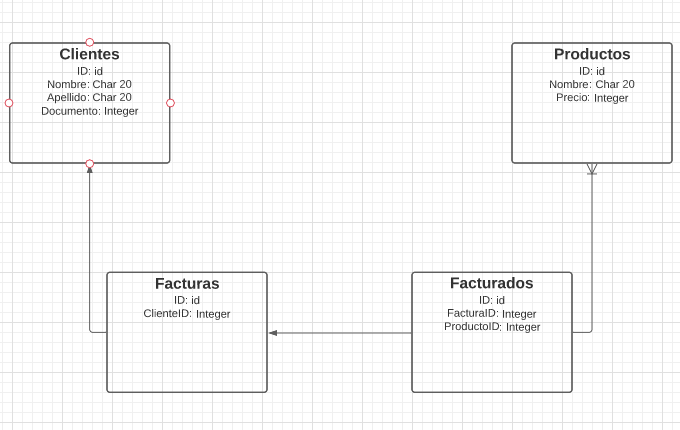 Clientes
ID: id
Nombre: Char 20
Apellido: Char 20
Documento: Integer
Productos
ID: id
Nombre: Char 20
Precio: Integer
Facturas
ID: id
ClienteID: Integer
Facturados
ID: id
FacturaID: Integer
ProductoID: Integer